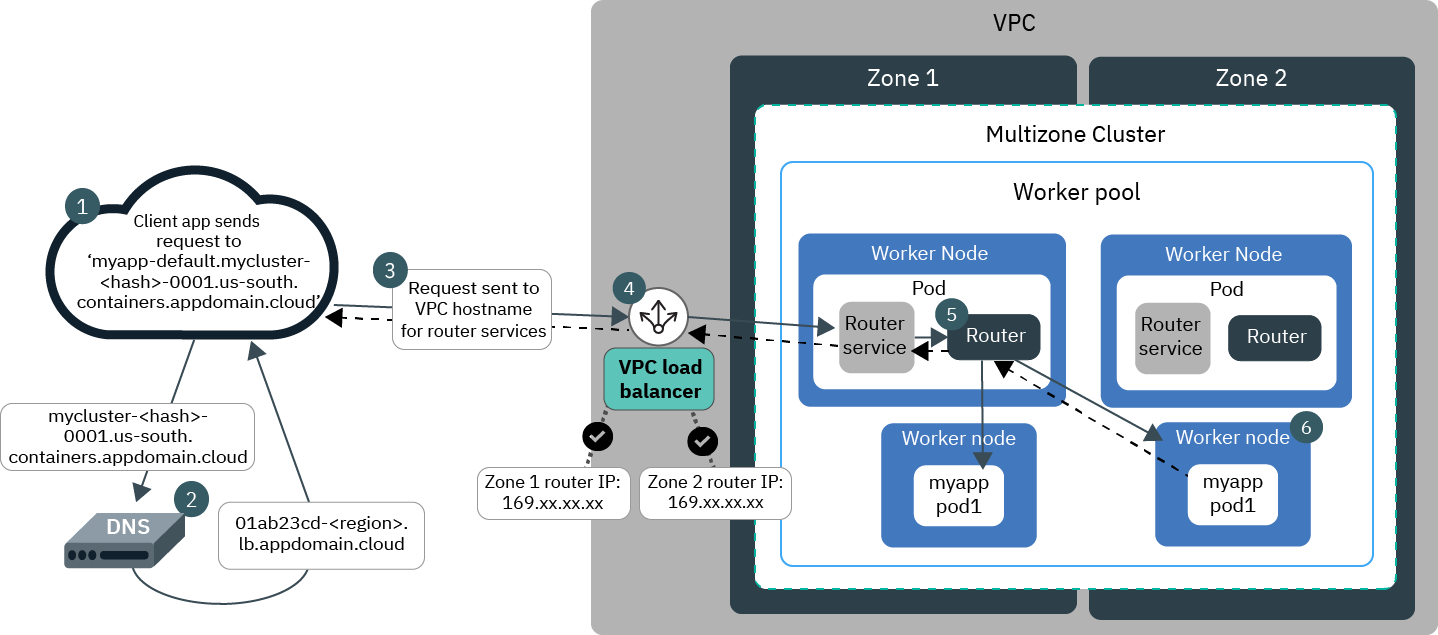 VPC
Zone 1
Zone 2
Multizone Cluster
Worker pool
1
Client app sends
request to
‘myapp-default.mycluster-
<hash>-0001.us-south.
containers.appdomain.cloud’
3
Request sent to
VPC hostname
for router services
4
VPC load
balancer
Zone 1 router IP:
169.xx.xx.xx
Zone 2 router IP:
169.xx.xx.xx
Worker Node
Pod
Router
service
5
Router
Worker Node
Pod
Router
service
Router
Worker node
myapp
pod1
Worker node
6
myapp
pod1
mycluster-<hash>-
0001.us-south.
containers.appdomain.cloud
2
DNS
01ab23cd-<region>.
lb.appdomain.cloud